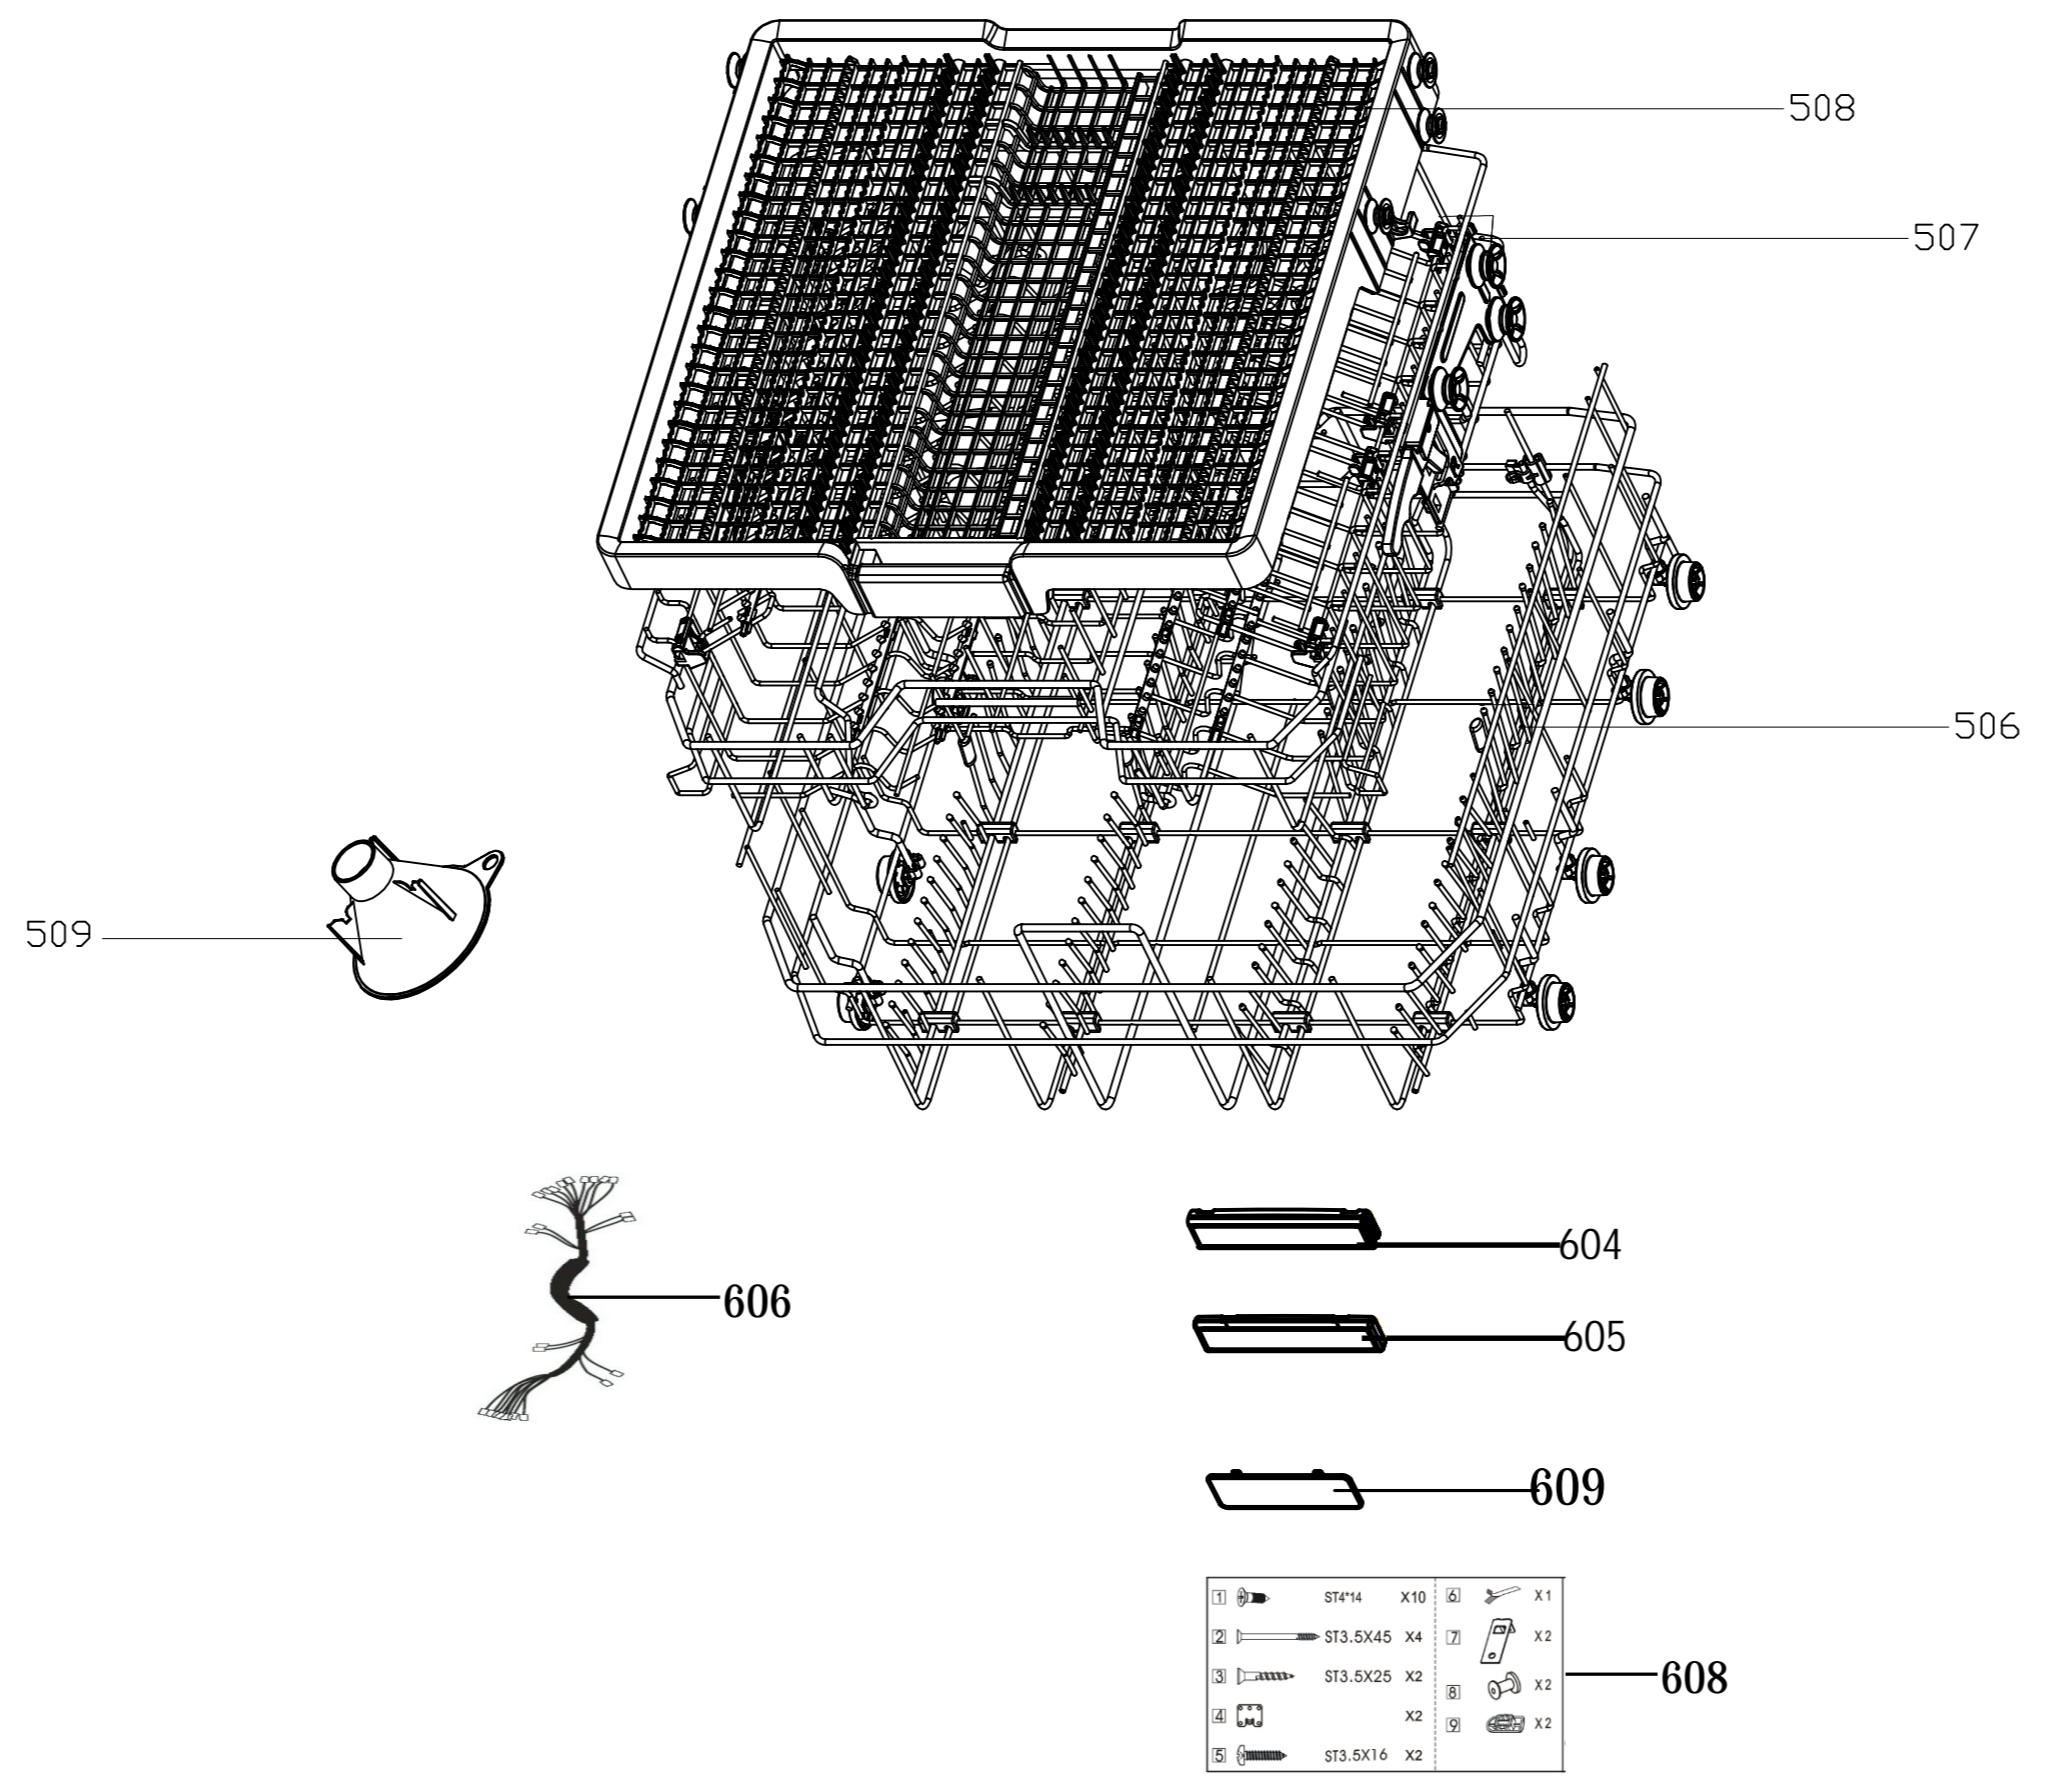 508
507
506
509
604
606
605
609
1 ST4*14 X10
2 ST3.5X45 X4
3 ST3.5X25 X2
4 X2
5 ST3.5X16 X2
6 X1
7 X2
8 X2
9 X2
608